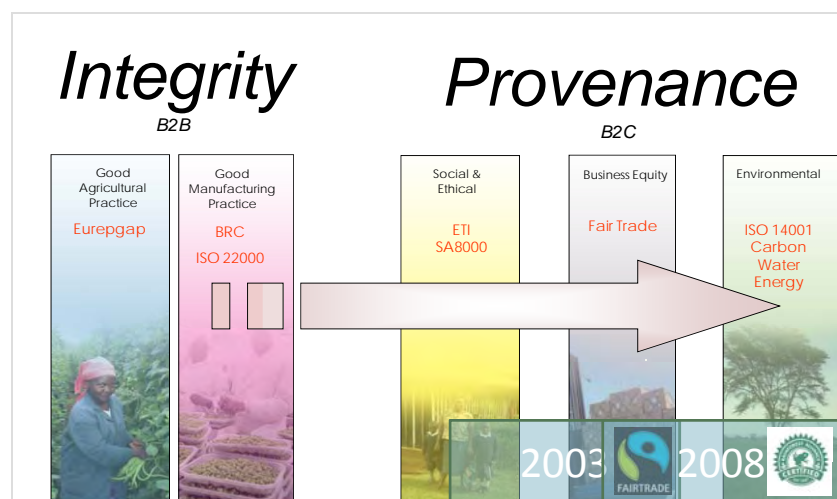 Integrity
B2B
Provenance
B2C
Good
Agricultural
Practice
Eurepgap
Good
Manufacturing
Practice
BRC
ISO 22000
Social &
Ethical
ETI
SA8000
Business Equity
Fair Trade
Environmental
ISO 14001
Carbon
Water
Energy
2003
FAIRTRADE
2008
CERTIFIED